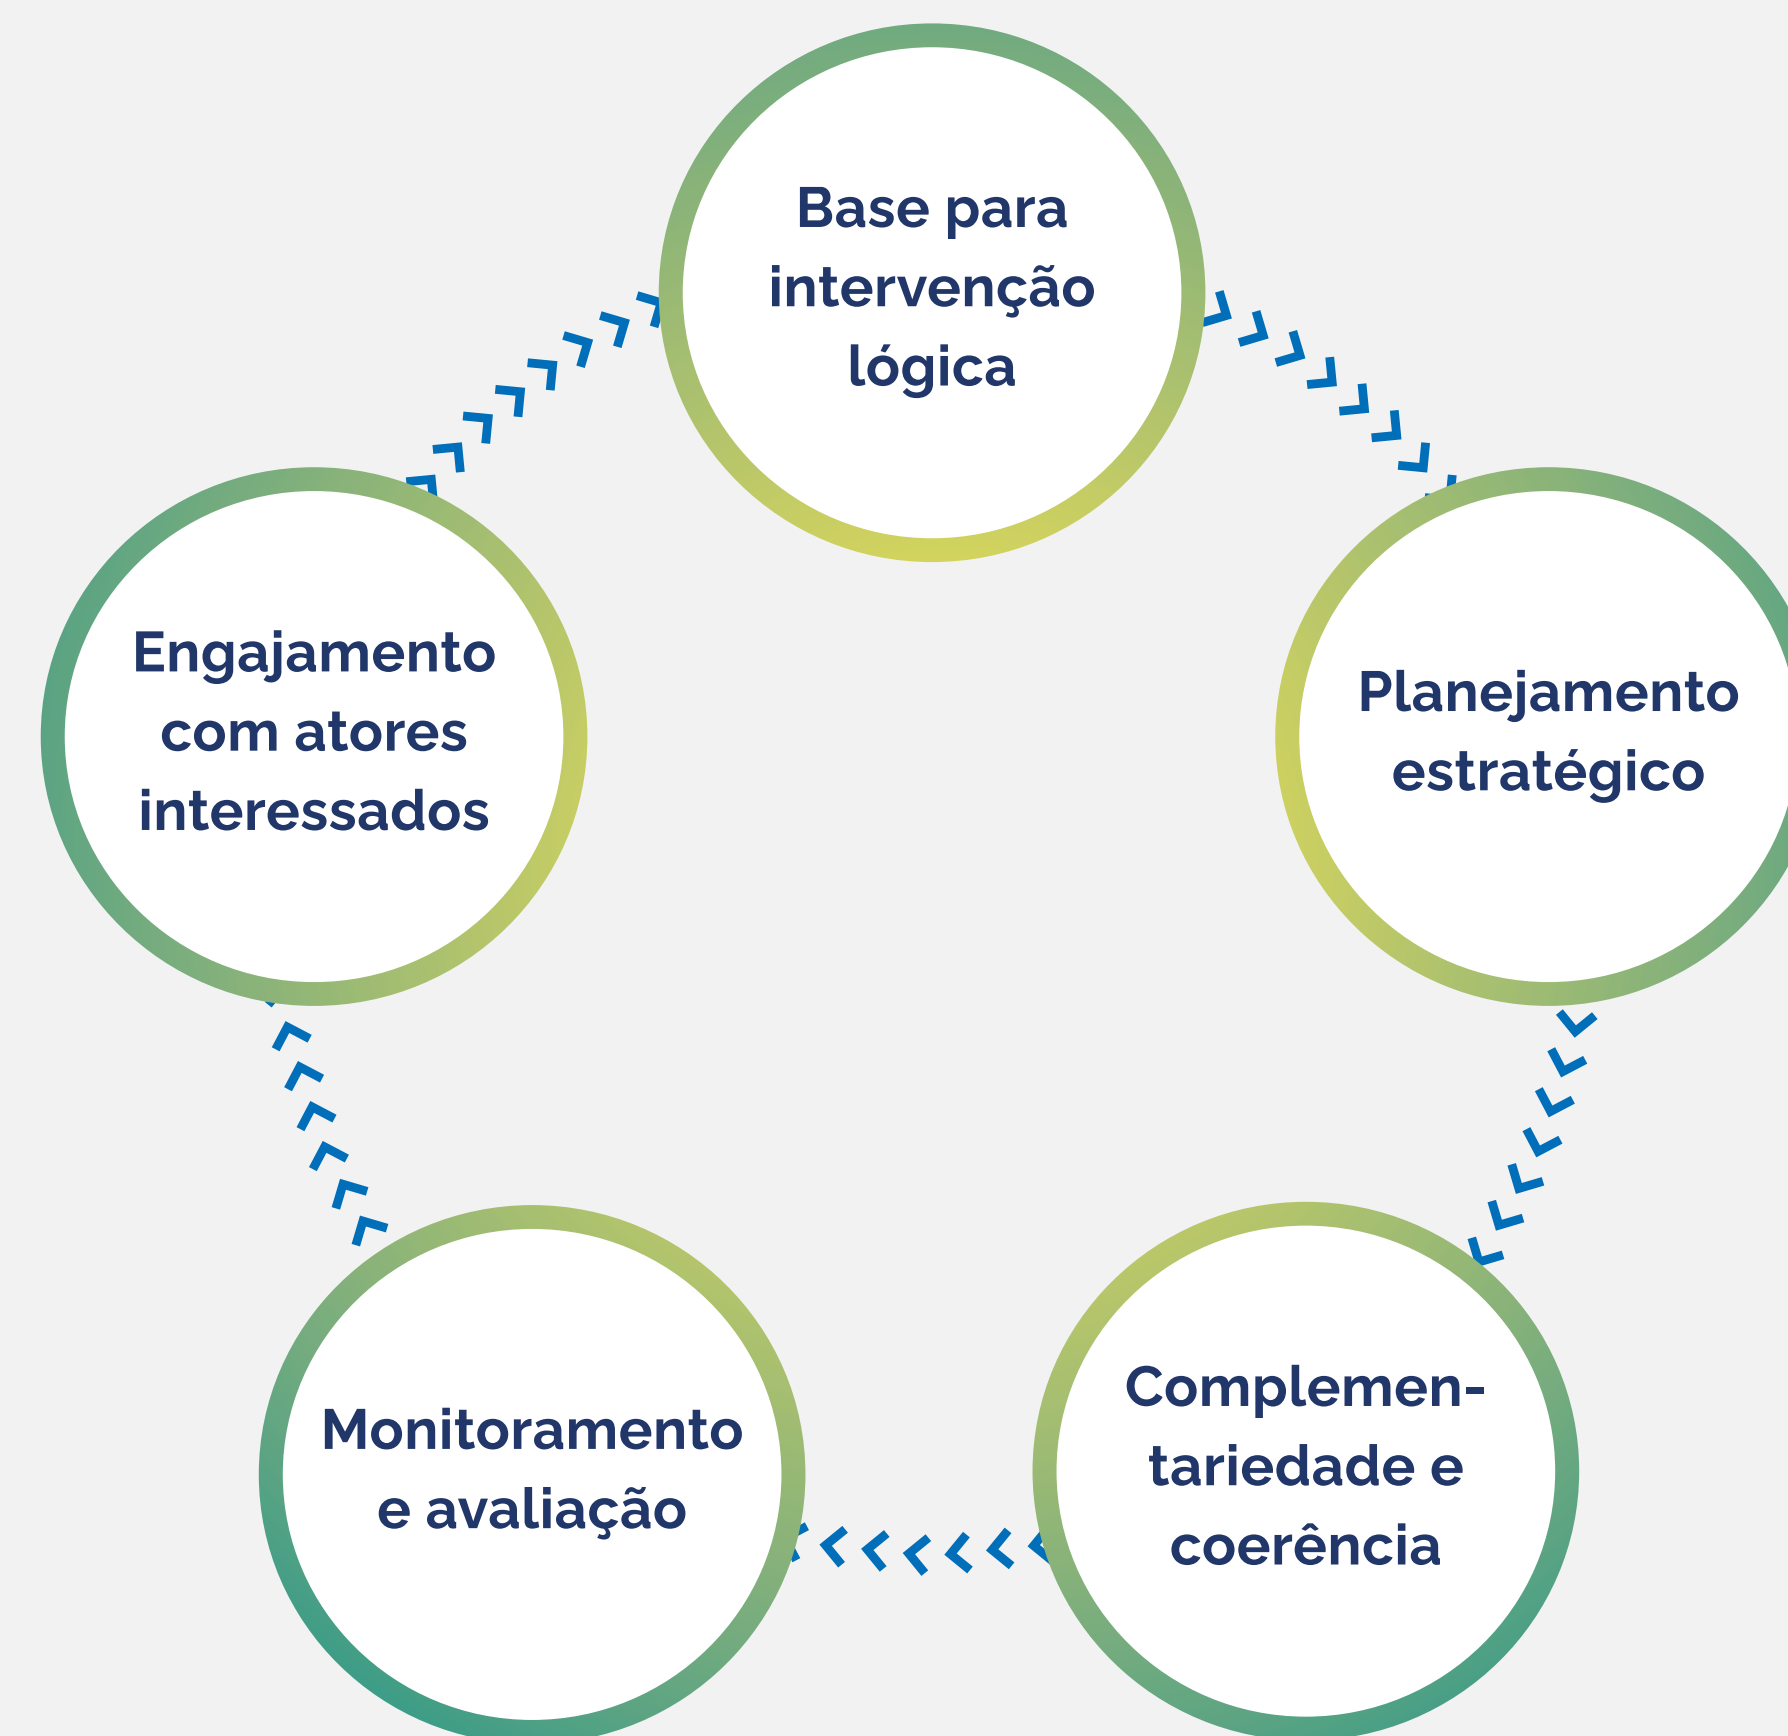 Base para
intervenção
lógica
Planejamento
estratégico
Complemen-
tariedade e
coerência
Monitoramento
e avaliação
Engajamento
com atores
interessados